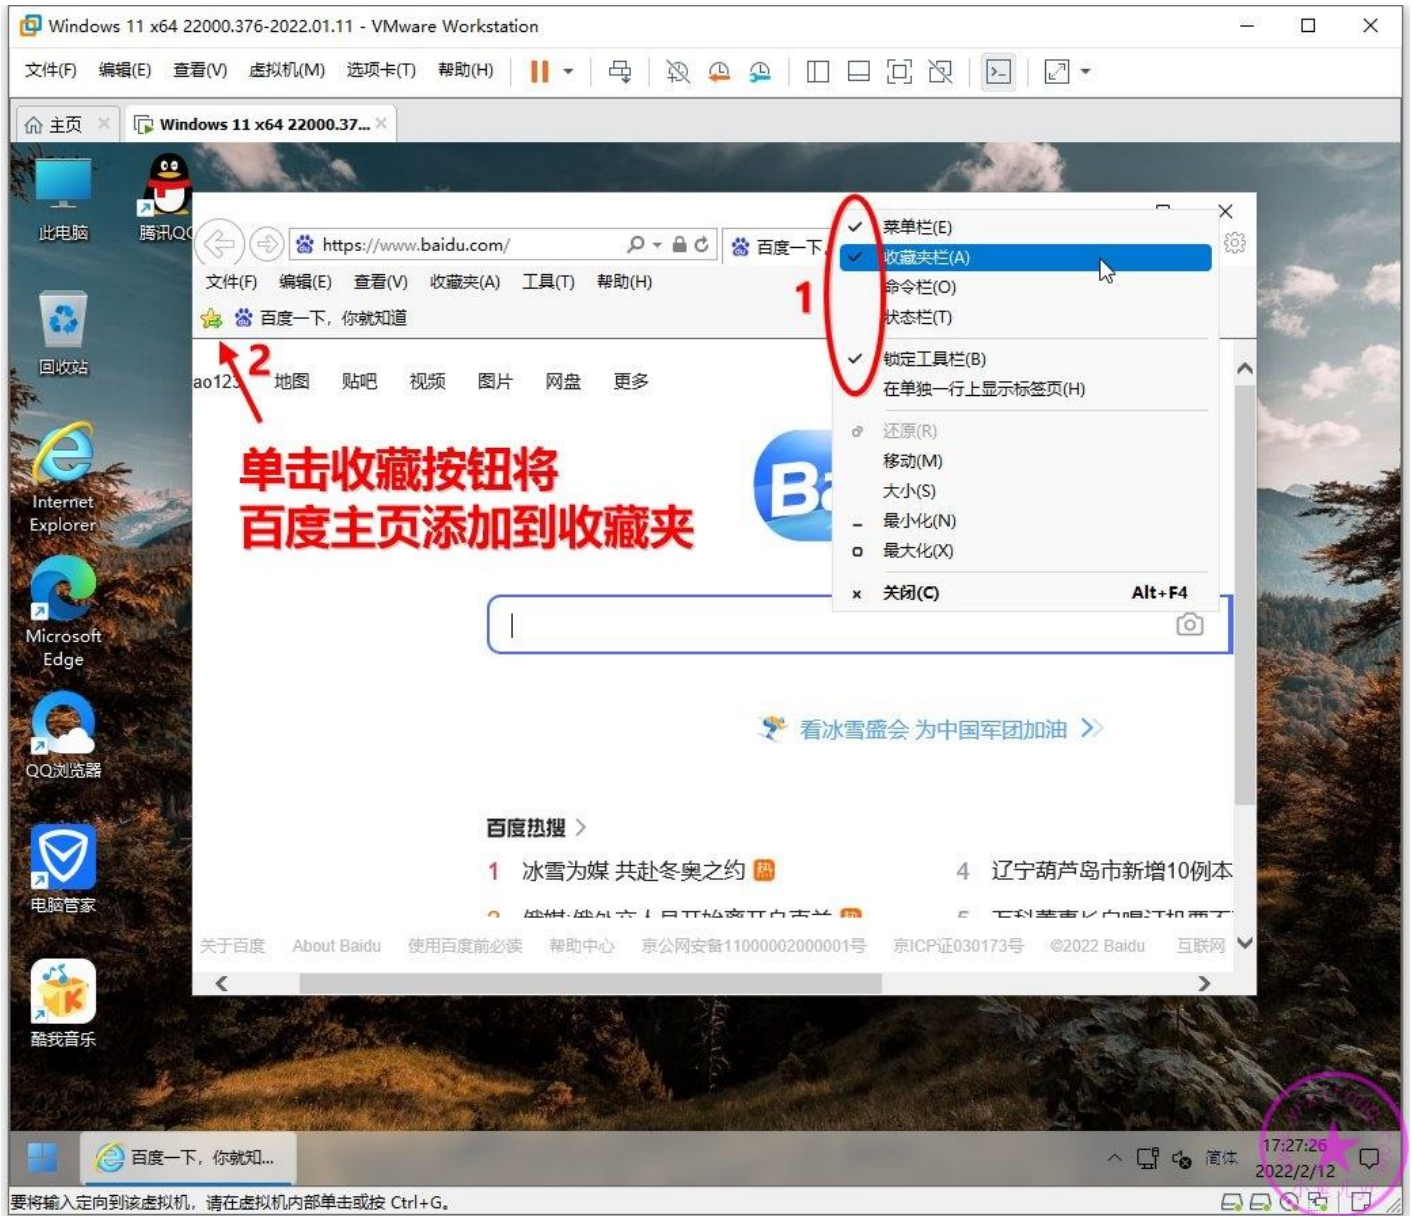 Windows 11 x64 22000.376-2022.01.11 - VMware Workstation
文件(F) 编辑(E) 查看(V) 虚拟机(M) 选项卡(T) 帮助(H)
主页 Windows 11 x64 22000.37...
此电脑
腾讯QQ
回收站
Internet Explorer
Microsoft Edge
QQ浏览器
电脑管家
酷我音乐
https://www.baidu.com/ 百度一下,
文件(F) 编辑(E) 查看(V) 收藏夹(A) 工具(T) 帮助(H)
百度一下，你就知道
菜单栏(E)
收藏夹栏(A)
命令栏(O)
状态栏(T)
锁定工具栏(B)
在单独一行上显示标签页(H)
还原(R)
移动(M)
大小(S)
最小化(N)
最大化(X)
关闭(C) Alt+F4
1
2
ao123 地图 贴吧 视频 图片 网盘 更多
单击收藏按钮将
百度主页添加到收藏夹
Ba
看冰雪盛会 为中国军团加油
百度热搜
1 冰雪为媒 共赴冬奥之约 热
4 辽宁葫芦岛市新增10例本
关于百度 About Baidu 使用百度前必读 帮助中心 京公网安备11000002000001号 京ICP证030173号 ©2022 Baidu 互联网
百度一下，你就知...
简体
17:27:26
2022/2/12
要将输入定向到该虚拟机，请在虚拟机内部单击或按 Ctrl+G。